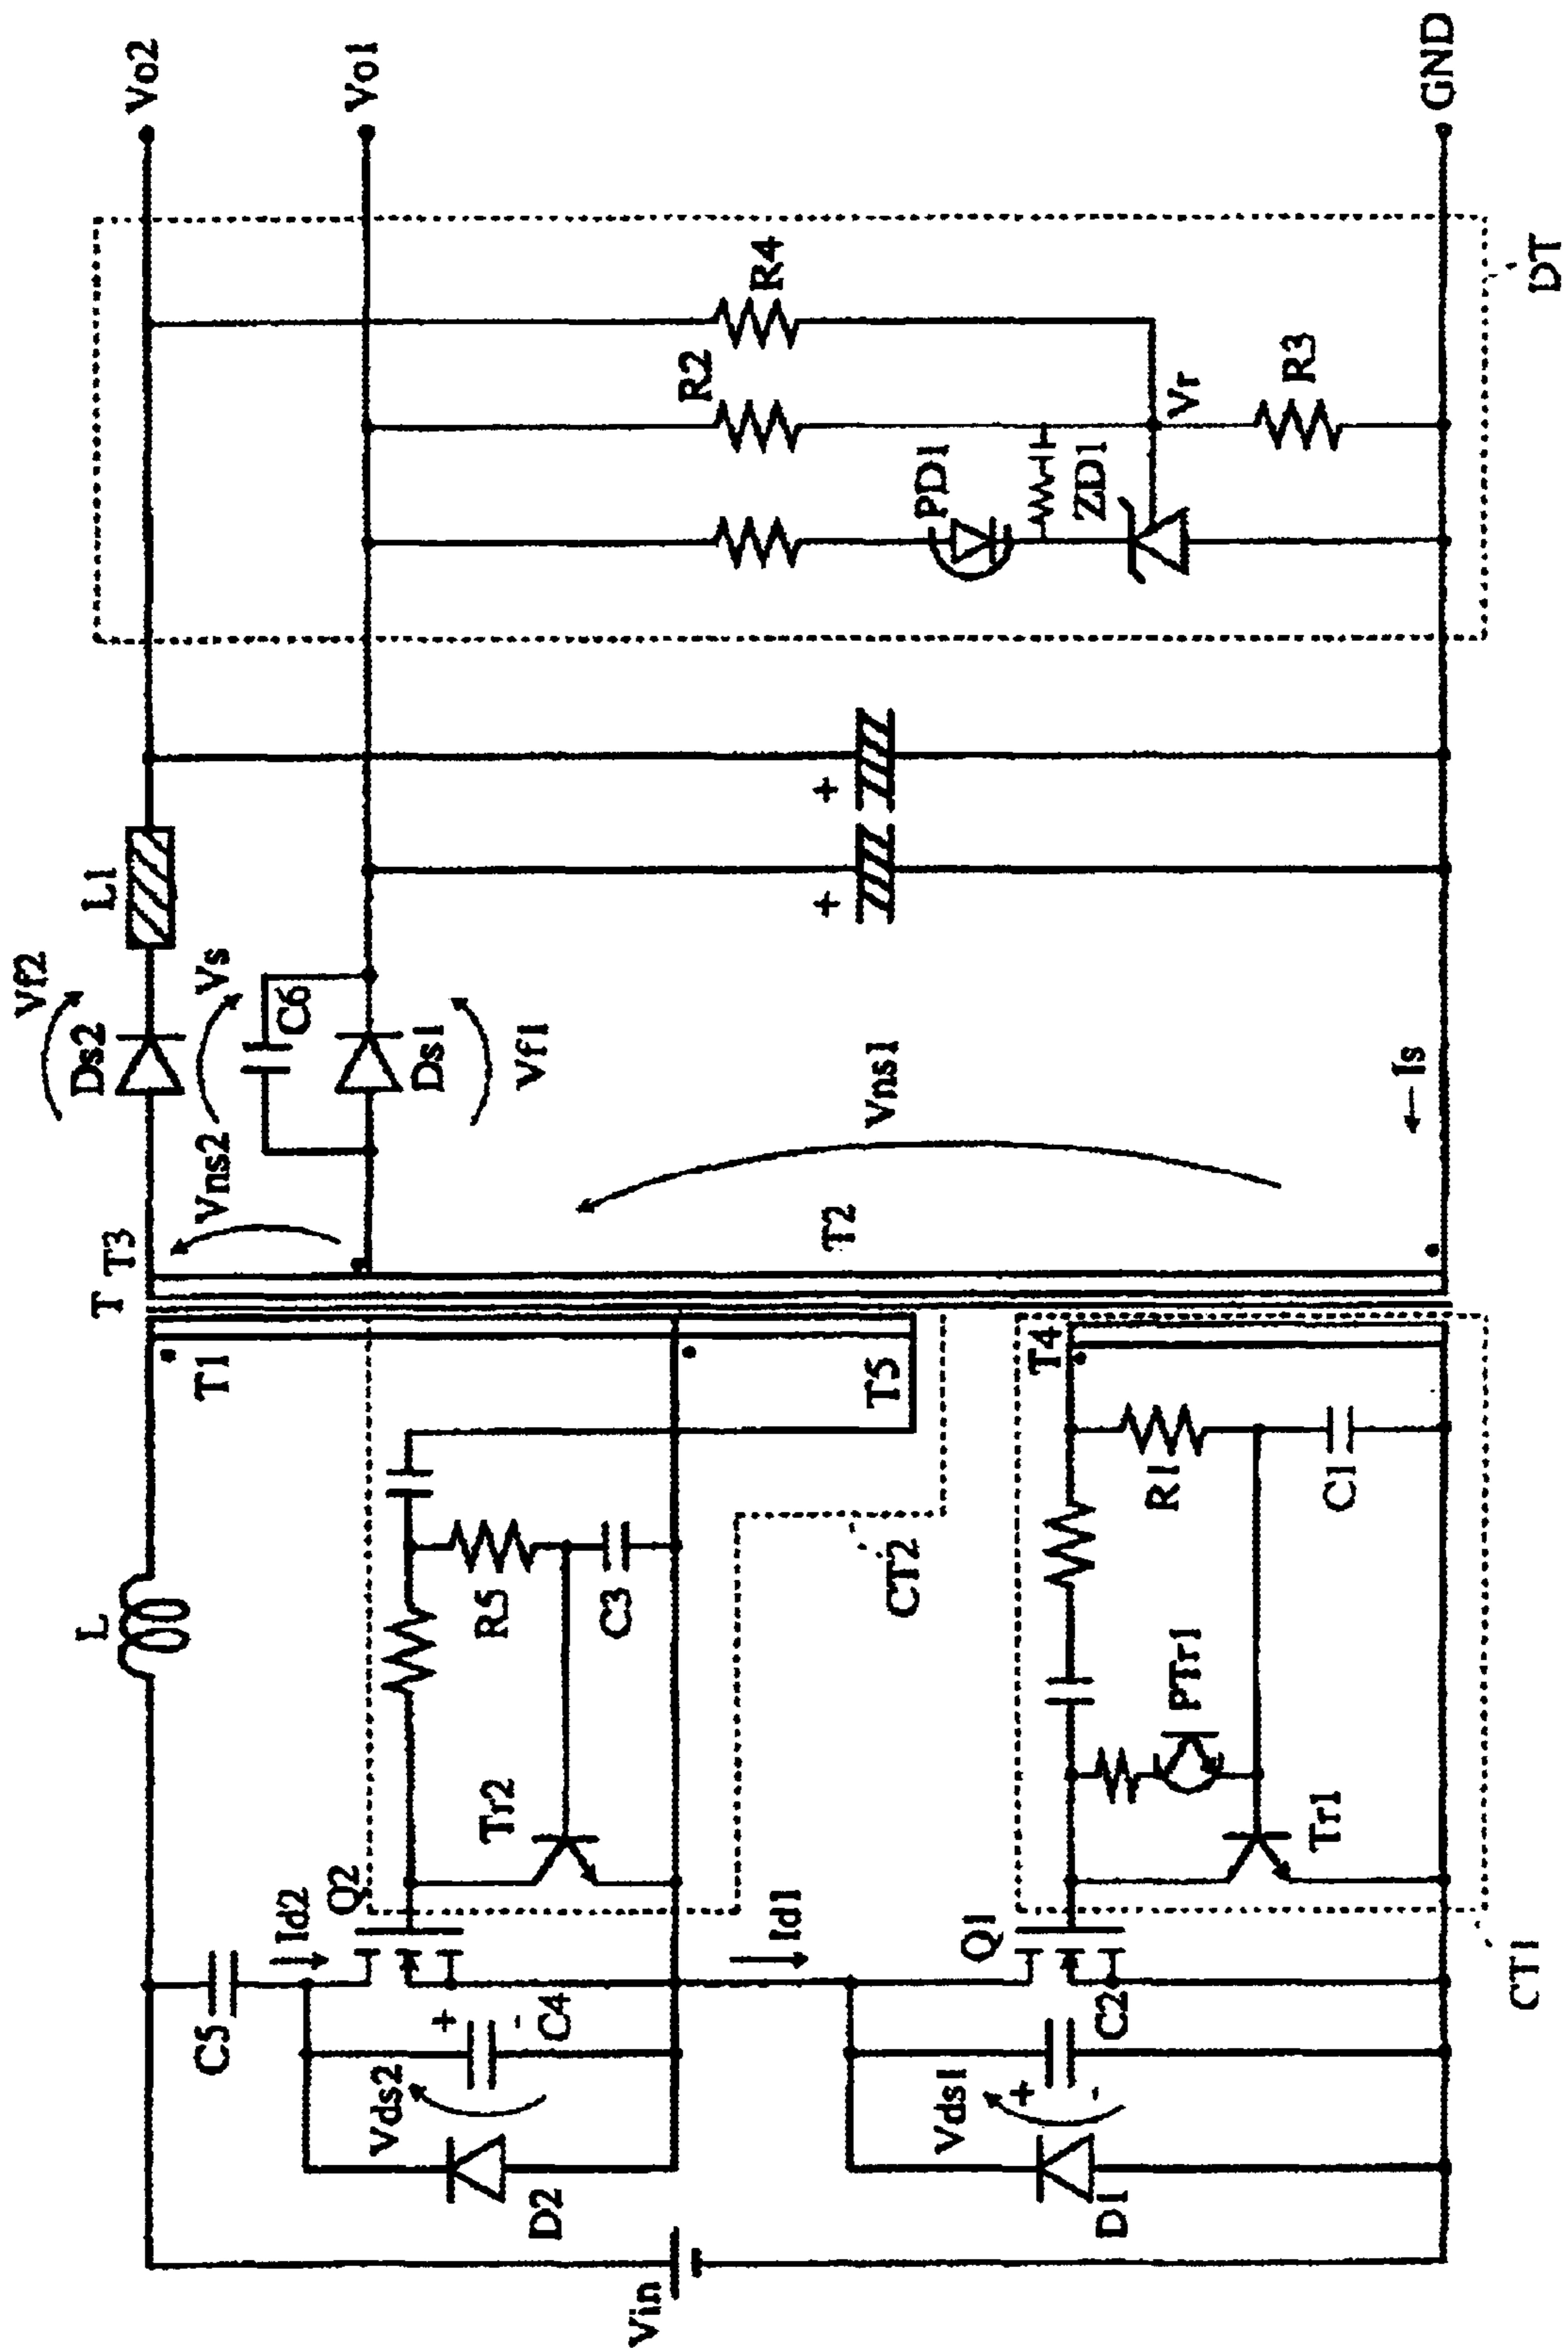 Vin
D2
Vds2
C4
+
-
C5
Id2
Q2
Tr2
R5
C3
CT2
L
T1
T5
D1
Vds1
+
-
C2
Id1
Q1
Tr1
PTr1
R1
C1
T4
CT1
T
T3
T2
Vns2
Vns1
Is
Vf2
Ds2
Vs
C6
Ds1
Vf1
L1
+
+
PD1
ZD1
R2
R4
Vr
R3
DT
Vo2
Vo1
GND